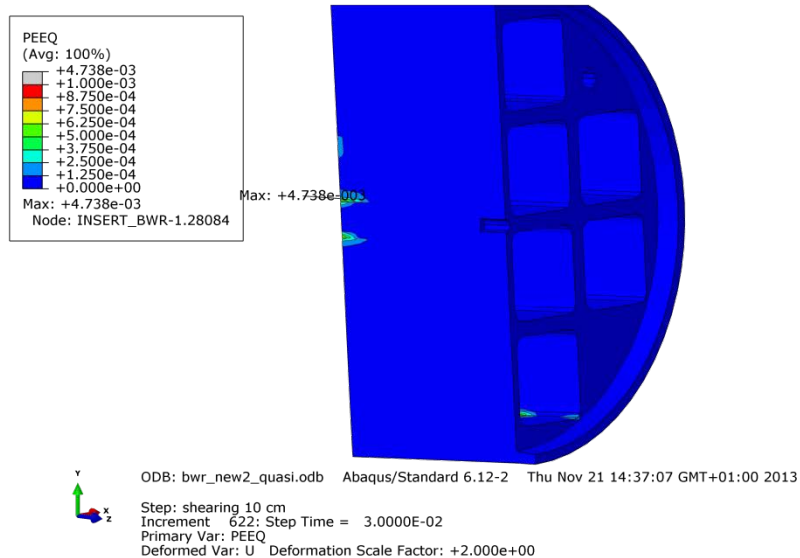 PEEQ
(Avg: 100%)
+4.738e-03
+1.000e-03
+8.750e-04
+7.500e-04
+6.250e-04
+5.000e-04
+3.750e-04
+2.500e-04
+1.250e-04
+0.000e+00
Max: +4.738e-03
Node: INSERT_BWR-1.28084
Max: +4.738e-003
Y
X
Z
ODB: bwr_new2_quasi.odb Abaqus/Standard 6.12-2 Thu Nov 21 14:37:07 GMT+01:00 2013
Step: shearing 10 cm
Increment 622: Step Time = 3.0000E-02
Primary Var: PEEQ
Deformed Var: U Deformation Scale Factor: +2.000e+00